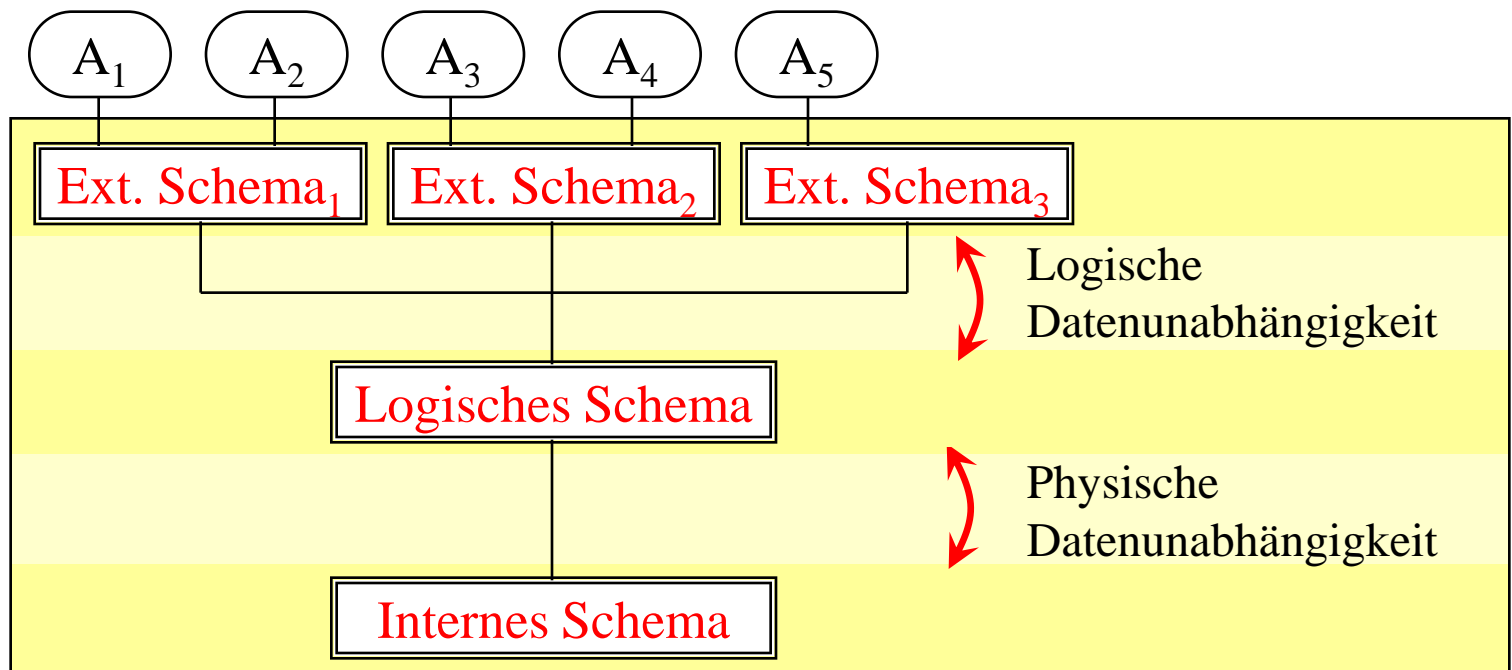 A₁ A₂ A₃ A₄ A₅
Ext. Schema₁ Ext. Schema₂ Ext. Schema₃
Logische
Datenunabhängigkeit
Logisches Schema
Physische
Datenunabhängigkeit
Internes Schema